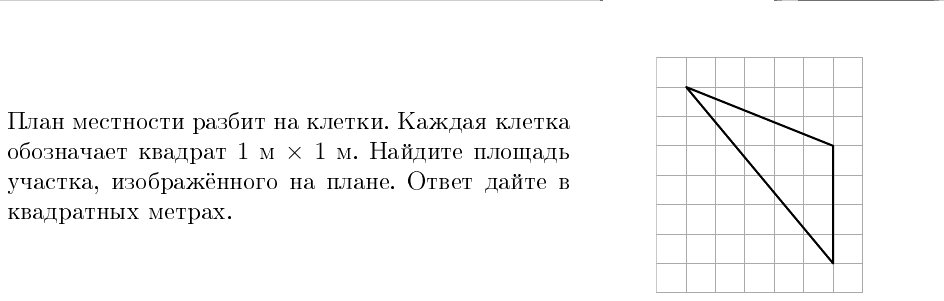 План местности разбит на клетки. Каждая клетка
обозначает квадрат 1 м × 1 м. Найдите площадь
участка, изображённого на плане. Ответ дайте в
квадратных метрах.